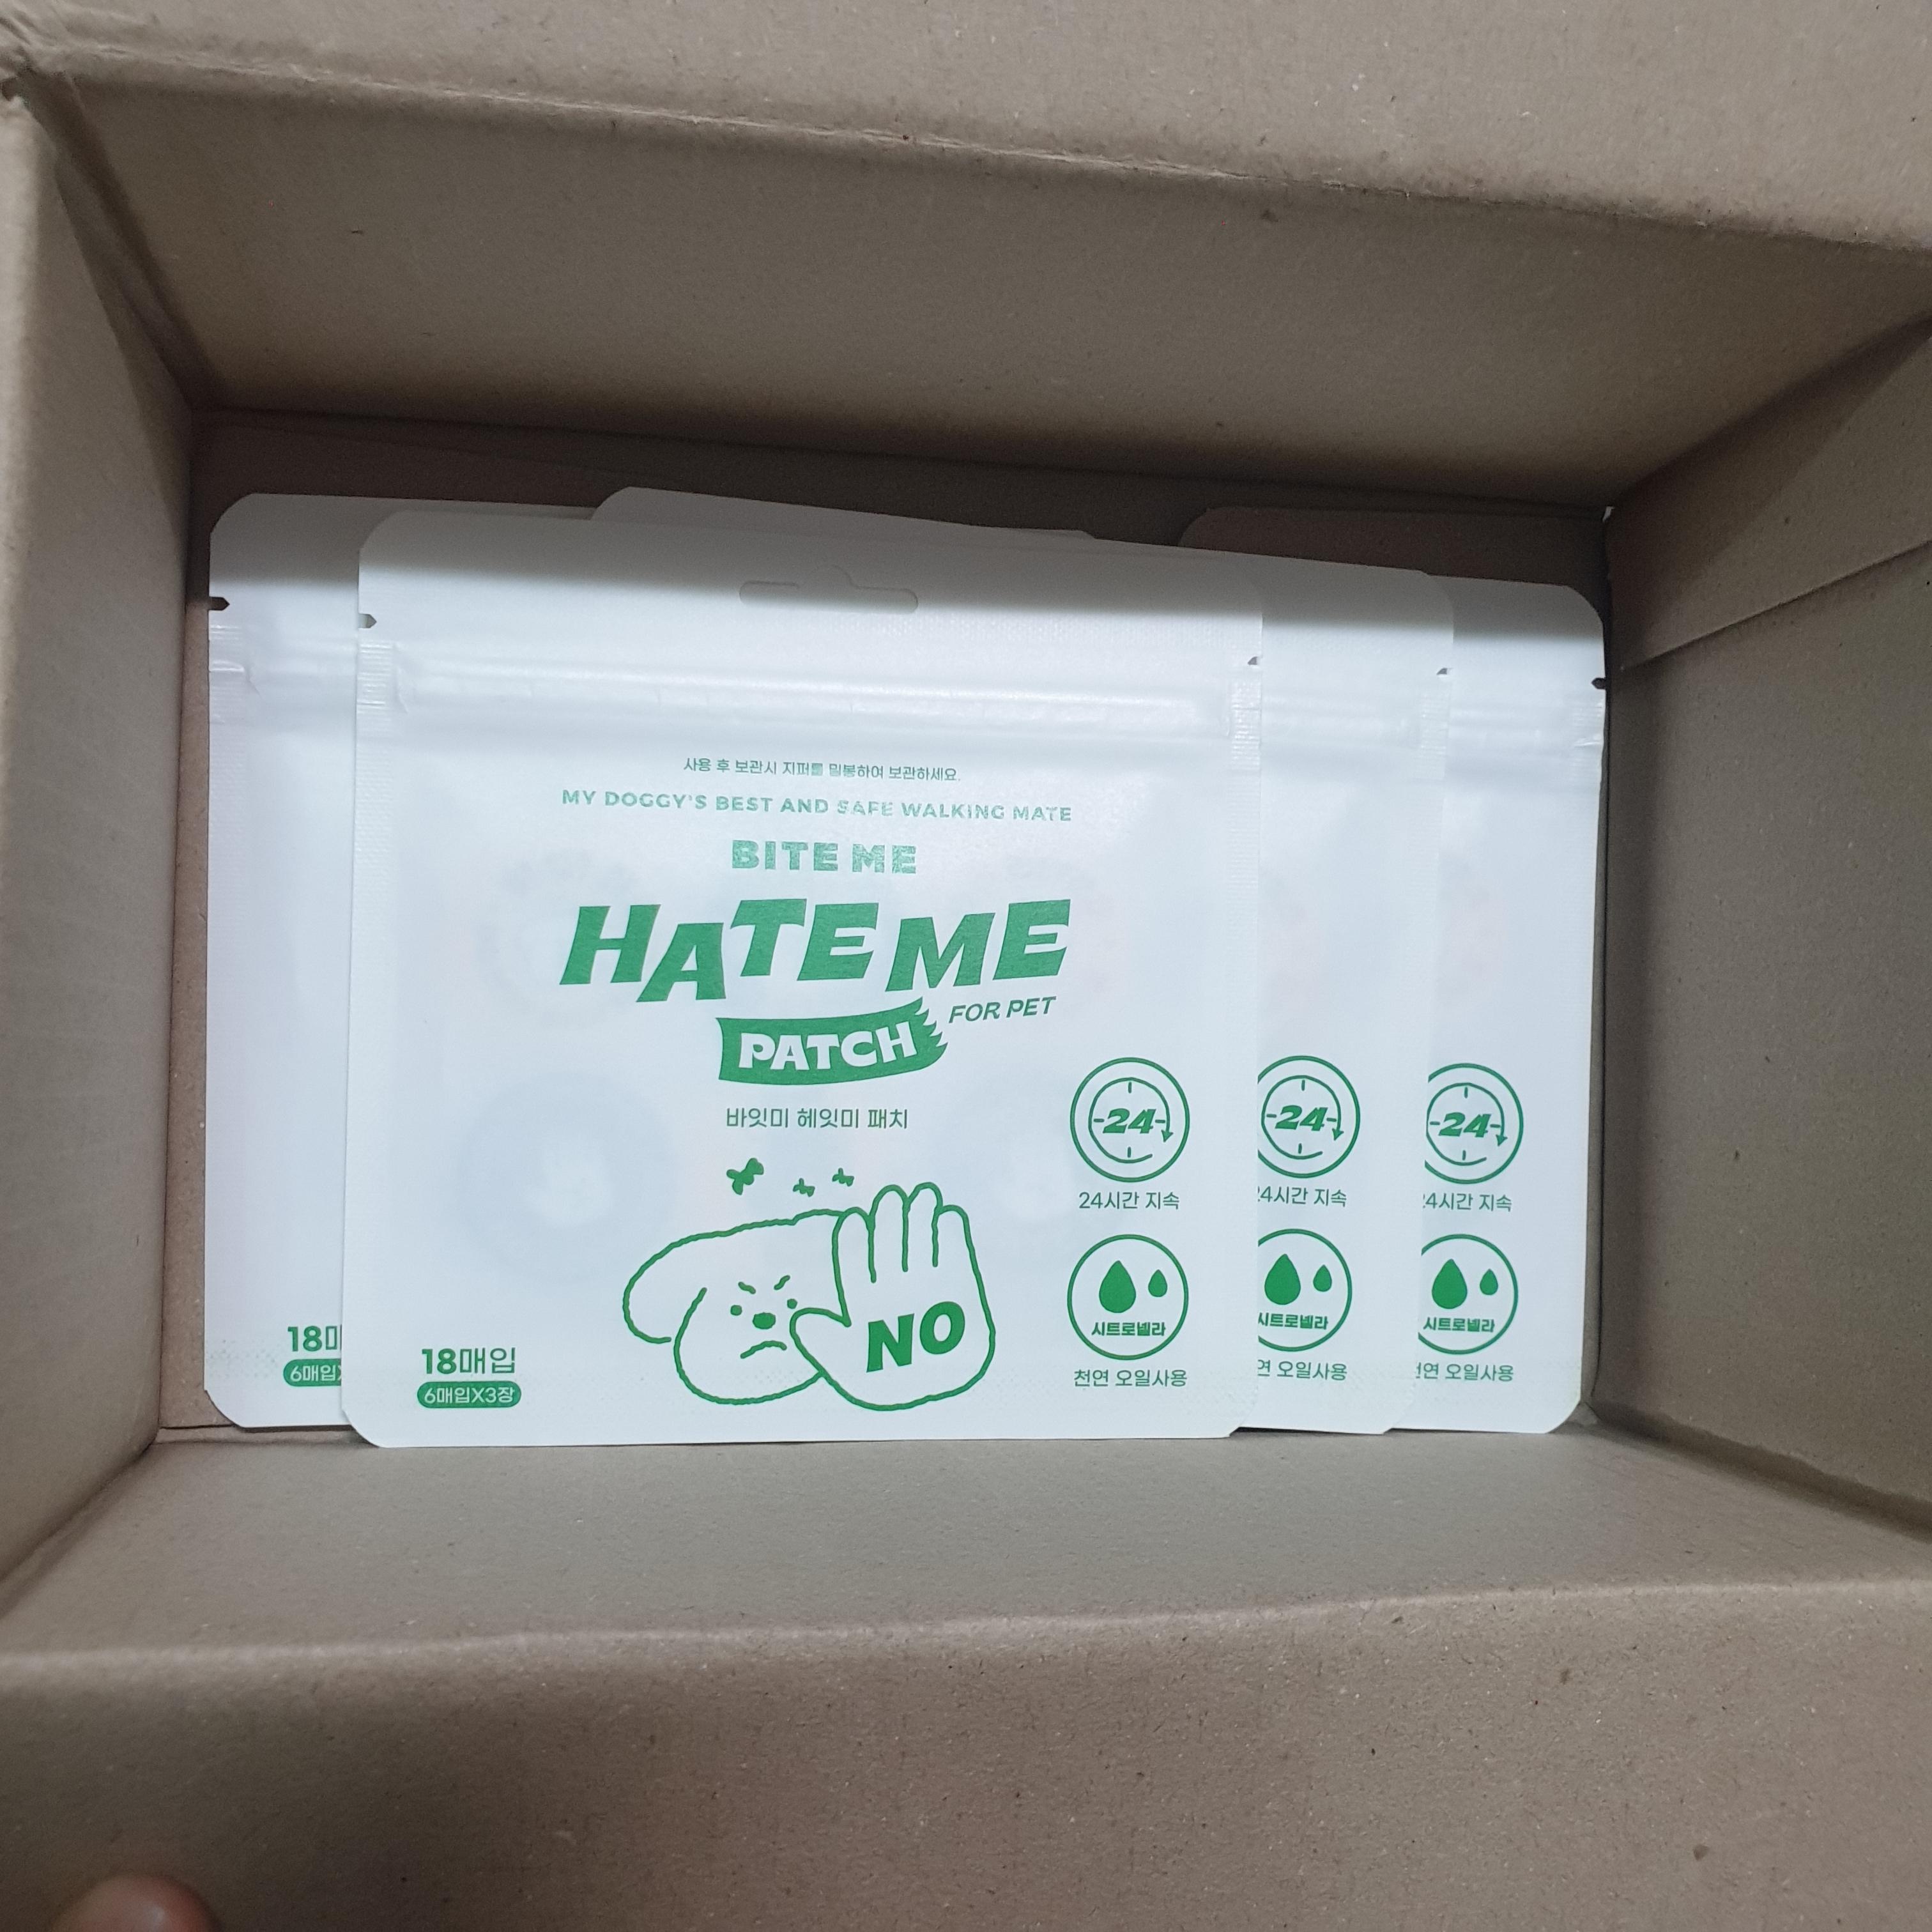 사용 후 보관시 지퍼를 밀봉하여 보관하세요.
MY DOGGY'S BEST AND SAFE WALKING MATE
BITE ME
HATE ME
PATCH
FOR PET
바잇미 헤잇미 패치
24
24시간 지속
시트로넬라
천연 오일사용
NO
18매입
6매입X3장
18매
6매입X
24
24시간 지속
시트로넬라
연 오일사용
24
24시간 지속
시트로넬라
연 오일사용